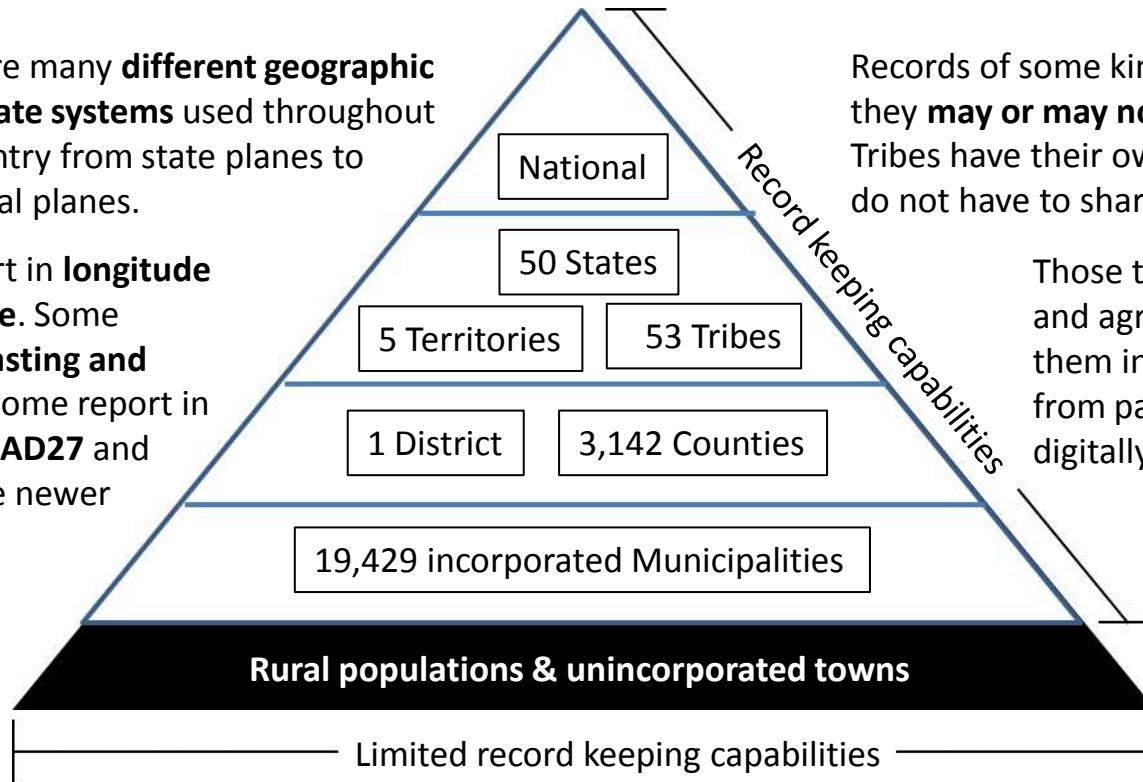 re many different geographic
ate systems used throughout
ntry from state planes to
al planes.
rt in longitude
e. Some
asting and
ome report in
AD27 and
e newer
National
50 States
5 Territories
53 Tribes
1 District
3,142 Counties
19,429 incorporated Municipalities
Rural populations & unincorporated towns
Limited record keeping capabilities
Record keeping capabilities
Records of some kin
they may or may no
Tribes have their ow
do not have to shar
Those t
and agr
them in
from pa
digitally